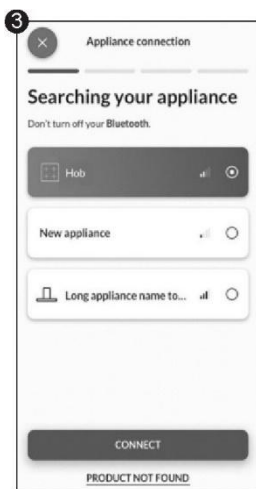 3
Appliance connection
Searching your appliance
Don't turn off your Bluetooth.
Hob
New appliance
Long appliance name to...
CONNECT
PRODUCT NOT FOUND